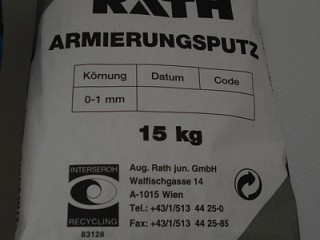 RATH
ARMIERUNGSPUTZ
Körnung Datum Code
0-1 mm
15 kg
INTERSEROH
RECYCLING
83128
Aug. Rath jun. GmbH
Walfischgasse 14
A-1015 Wien
Tel.: +43/1/513 44 25-0
Fax: +43/1/513 44 25-85